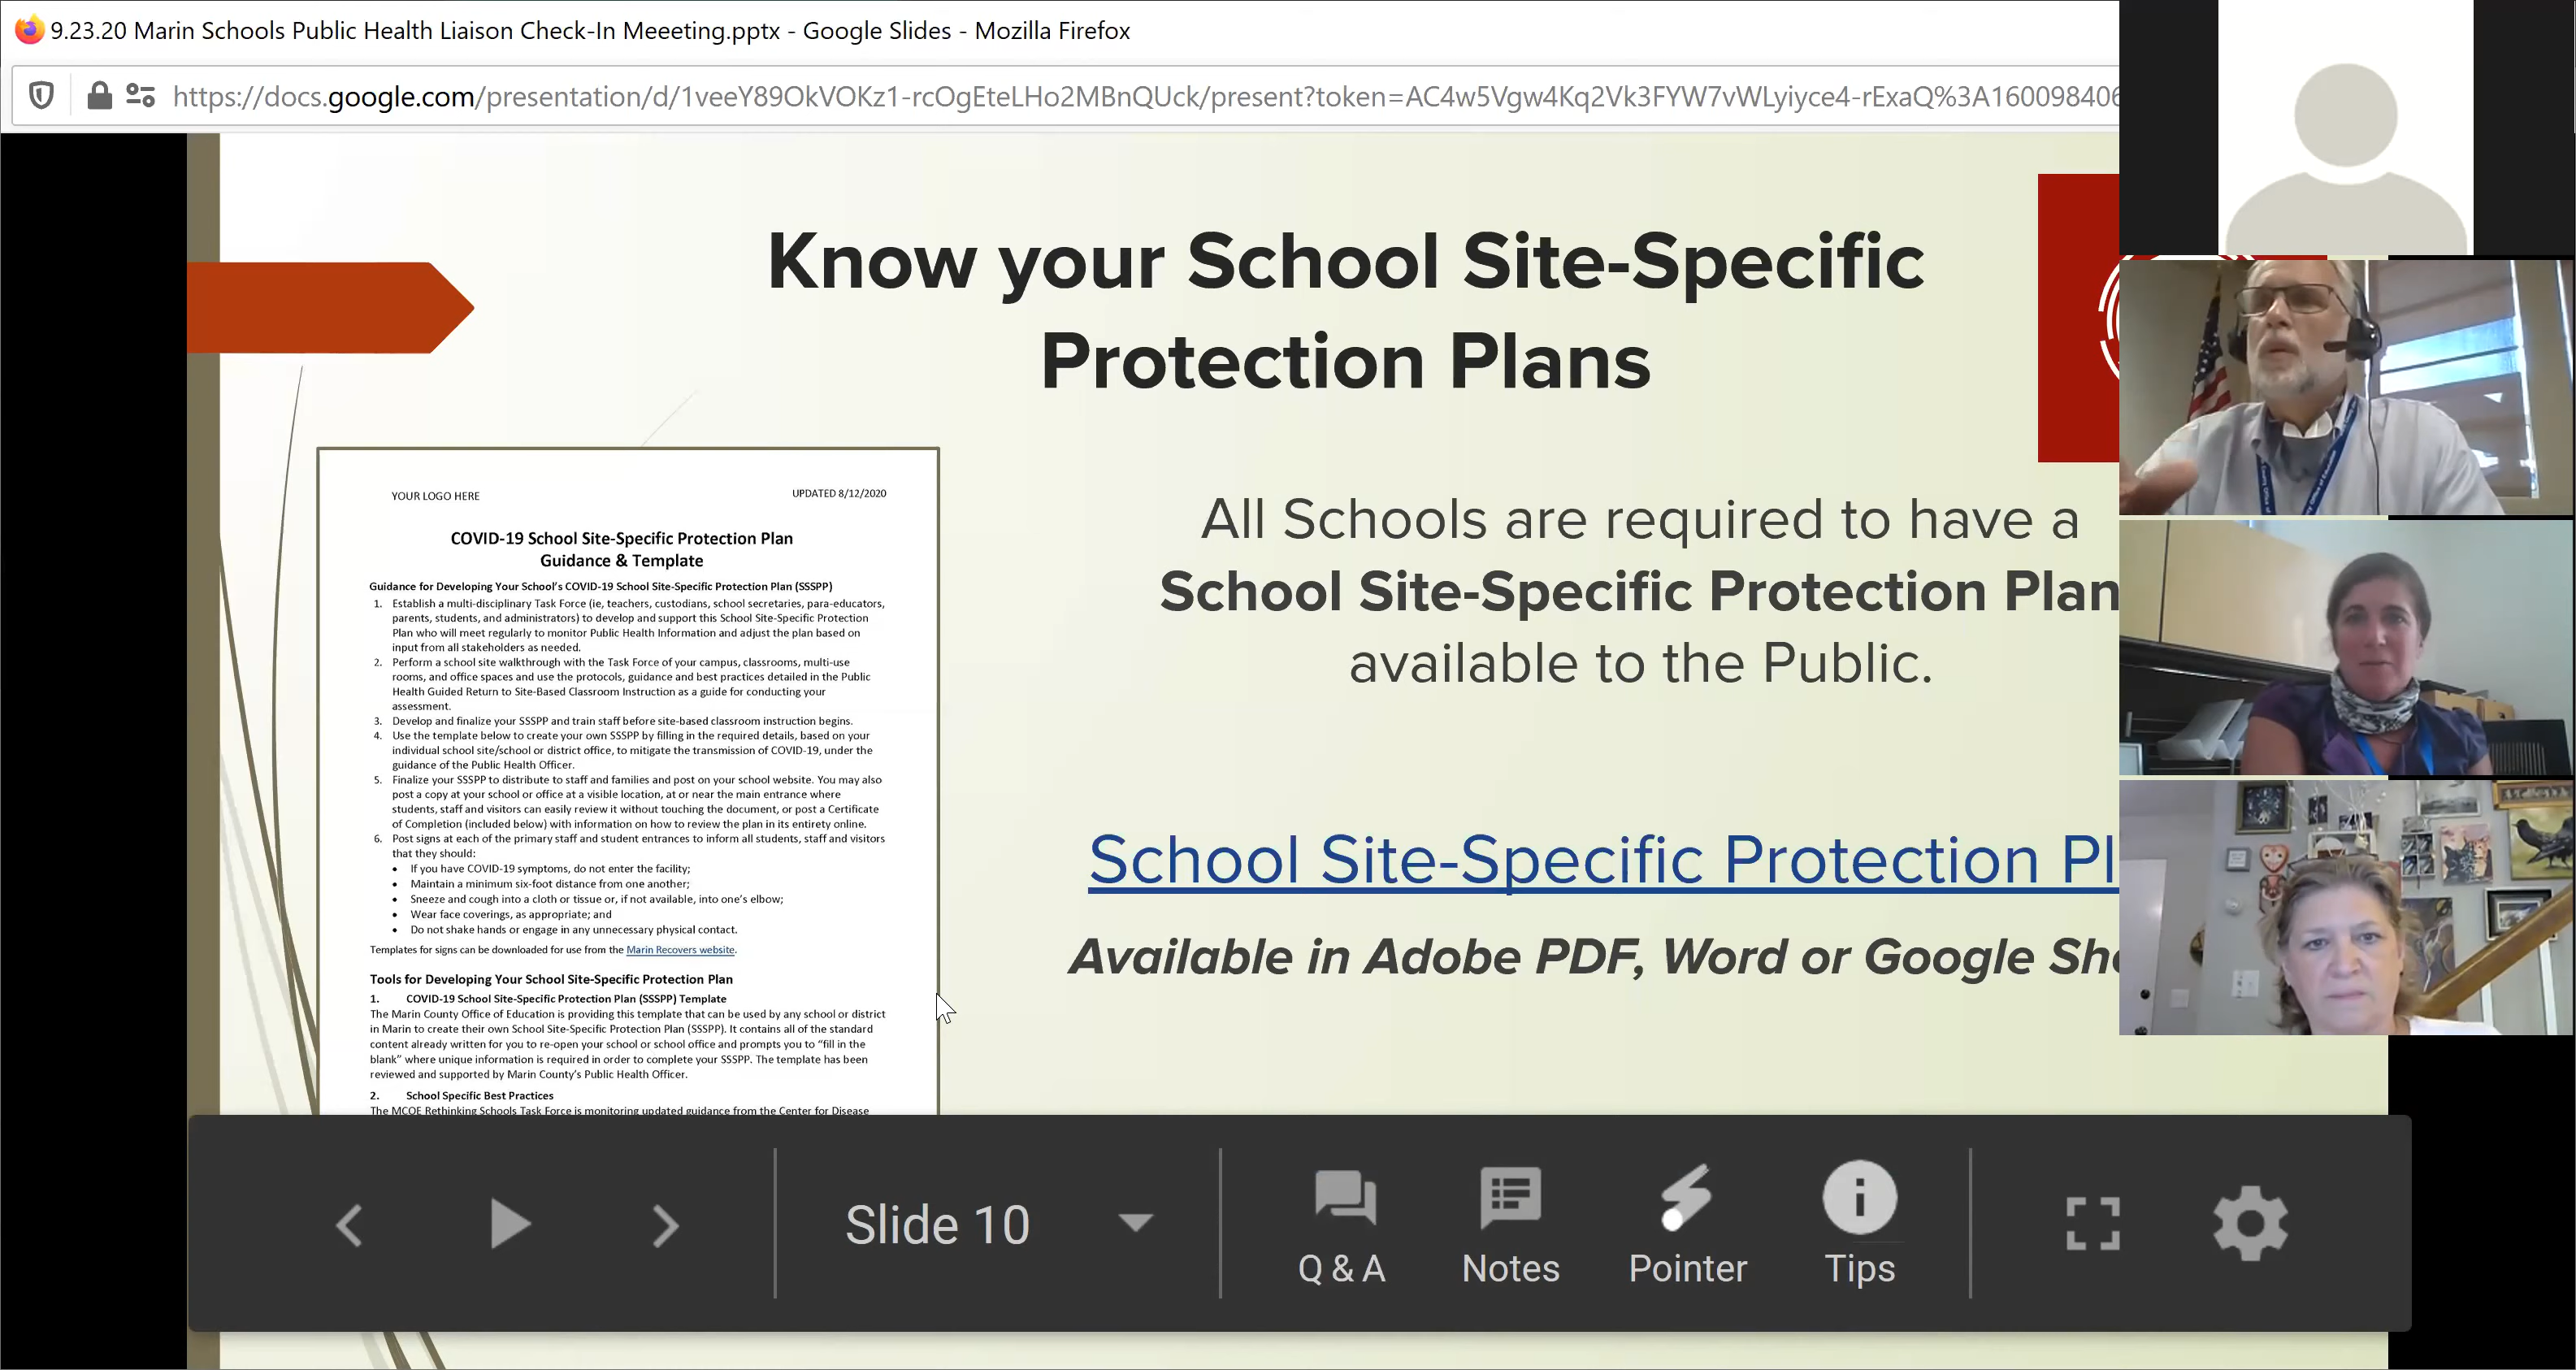 9.23.20 Marin Schools Public Health Liaison Check-In Meeeting.pptx - Google Slides - Mozilla Firefox
https://docs.google.com/presentation/d/1veeY89OkVOKz1-rcOgEteLHo2MBnQUck/present?token=AC4w5Vgw4Kq2Vk3FYW7vWLyiyce4-rExaQ%3A160098406
Know your School Site-Specific
Protection Plans
YOUR LOGO HERE
UPDATED 8/12/2020
COVID-19 School Site-Specific Protection Plan
Guidance & Template
Guidance for Developing Your School's COVID-19 School Site-Specific Protection Plan (SSSPP)
1. Establish a multi-disciplinary Task Force (ie, teachers, custodians, school secretaries, para-educators,
parents, students, and administrators) to develop and support this School Site-Specific Protection
Plan who will meet regularly to monitor Public Health Information and adjust the plan based on
input from all stakeholders as needed.
2. Perform a school site walkthrough with the Task Force of your campus, classrooms, multi-use
rooms, and office spaces and use the protocols, guidance and best practices detailed in the Public
Health Guided Return to Site-Based Classroom Instruction as a guide for conducting your
assessment.
3. Develop and finalize your SSSPP and train staff before site-based classroom instruction begins.
4. Use the template below to create your own SSSPP by filling in the required details, based on your
individual school site/school or district office, to mitigate the transmission of COVID-19, under the
guidance of the Public Health Officer.
5. Finalize your SSSPP to distribute to staff and families and post on your school website. You may also
post a copy at your school or office at a visible location, at or near the main entrance where
students, staff and visitors can easily review it without touching the document, or post a Certificate
of Completion (included below) with information on how to review the plan in its entirety online.
6. Post signs at each of the primary staff and student entrances to inform all students, staff and visitors
that they should:
• If you have COVID-19 symptoms, do not enter the facility;
• Maintain a minimum six-foot distance from one another;
• Sneeze and cough into a cloth or tissue or, if not available, into one's elbow;
• Wear face coverings, as appropriate; and
• Do not shake hands or engage in any unnecessary physical contact.
Templates for signs can be downloaded for use from the Marin Recovers website.
Tools for Developing Your School Site-Specific Protection Plan
1. COVID-19 School Site-Specific Protection Plan (SSSPP) Template
The Marin County Office of Education is providing this template that can be used by any school or district
in Marin to create their own School Site-Specific Protection Plan (SSSPP). It contains all of the standard
content already written for you to re-open your school or school office and prompts you to "fill in the
blank" where unique information is required in order to complete your SSSPP. The template has been
reviewed and supported by Marin County's Public Health Officer.
2. School Specific Best Practices
The MCOE Rethinking Schools Task Force is monitoring updated guidance from the Center for Disease
All Schools are required to have a
School Site-Specific Protection Plan
available to the Public.
School Site-Specific Protection Pl
Available in Adobe PDF, Word or Google She
Slide 10
Q & A
Notes
Pointer
Tips